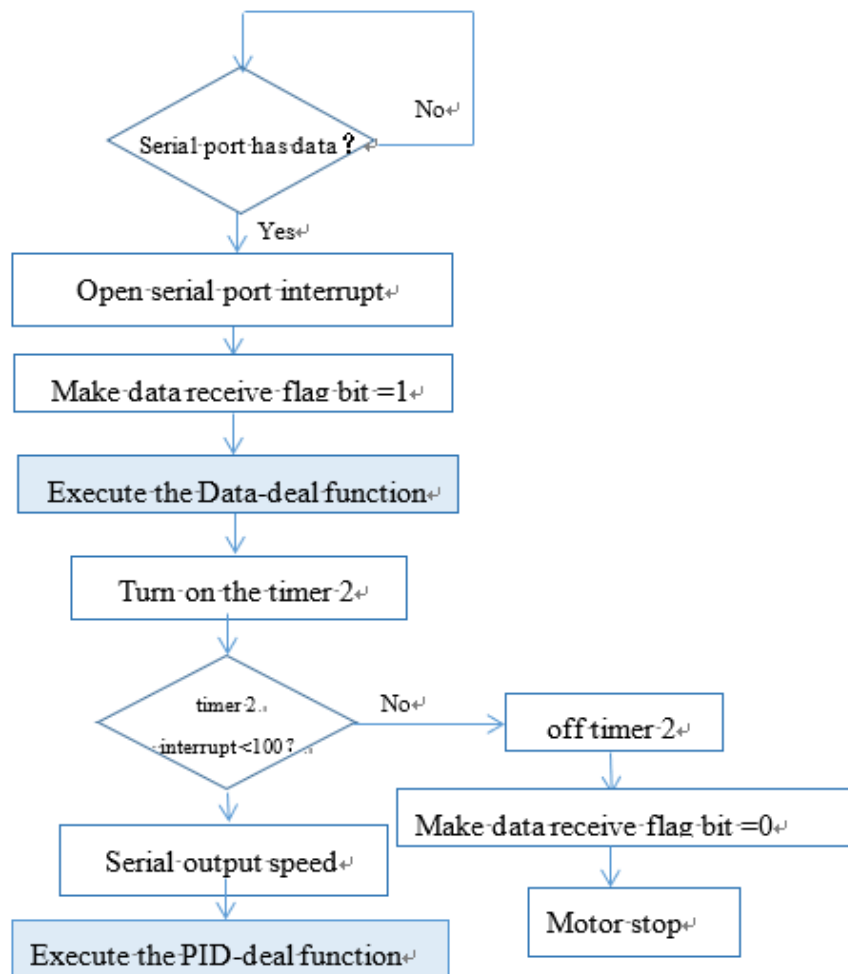 No
Serial port has data？
Yes
Open serial port interrupt
Make data receive flag bit =1
Execute the Data-deal function
Turn on the timer 2
timer 2
interrupt<100？
No
off timer 2
Make data receive flag bit =0
Serial output speed
Motor stop
Execute the PID-deal function